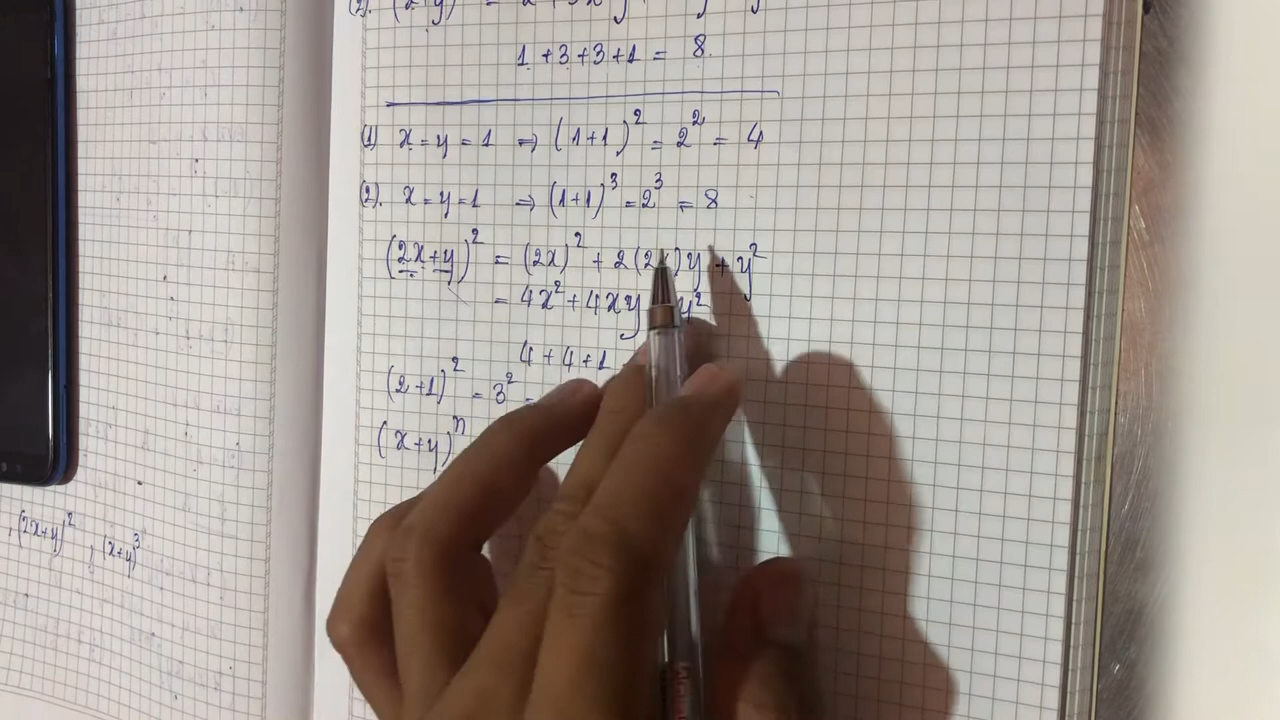 1 + 3 + 3 + 1 = 8.
(1) x = y = 1 ⇒ (1+1)² = 2² = 4
(2). x = y = 1 ⇒ (1+1)³ = 2³ = 8
(2x+y)² = (2x)² + 2(2x)y + y²
= 4x² + 4xy y²
4 + 4 + 1
(2+1)² = 3² =
(x+y)ⁿ
, (2x+y)² , (x+y)³